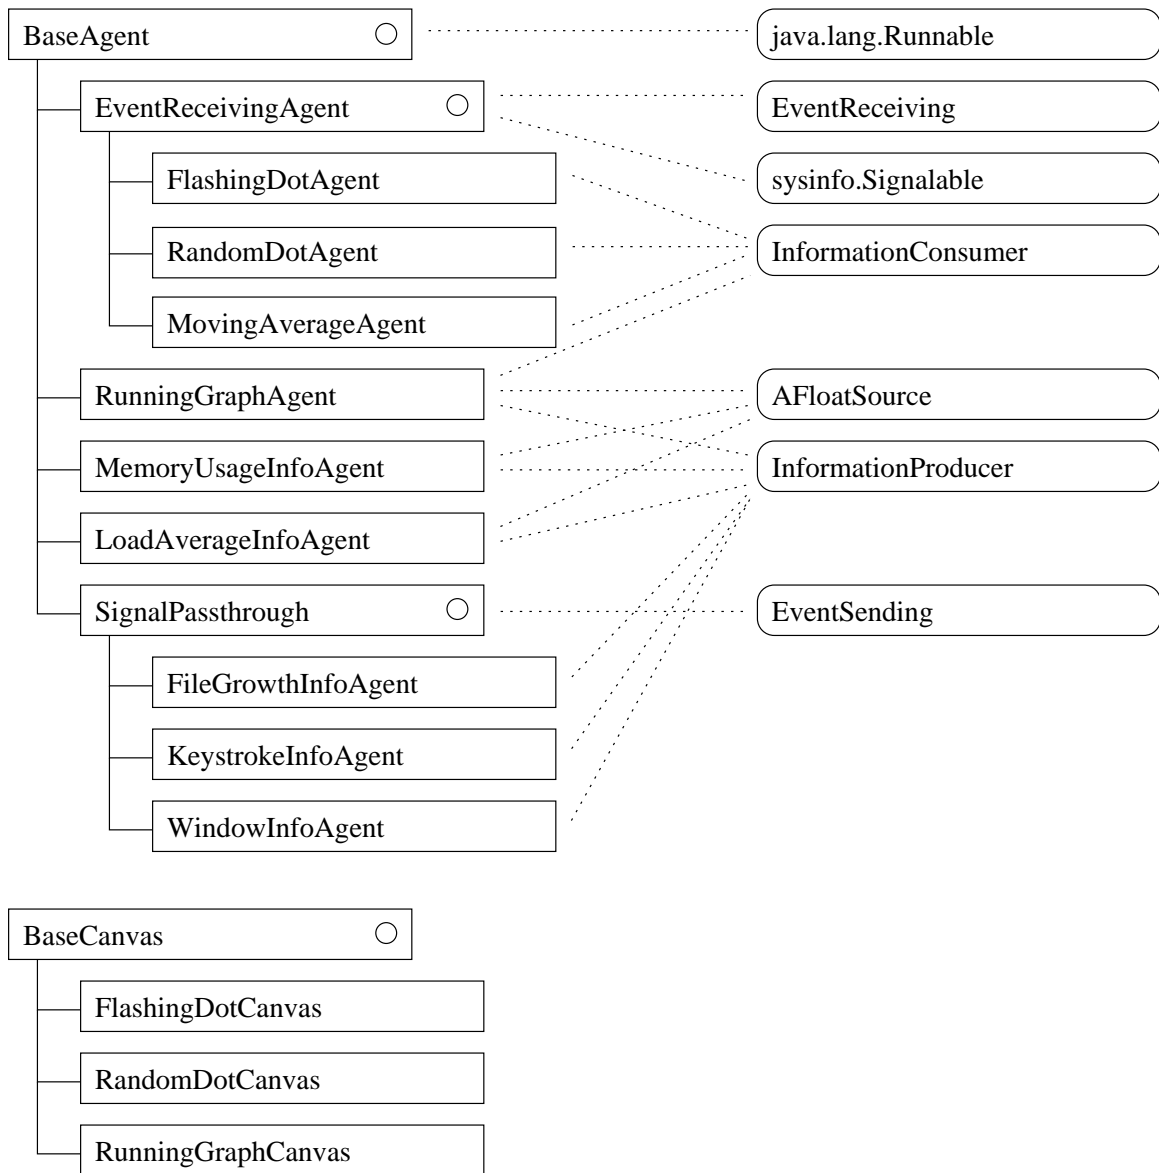 BaseAgent
java.lang.Runnable
EventReceivingAgent
EventReceiving
FlashingDotAgent
sysinfo.Signalable
RandomDotAgent
InformationConsumer
MovingAverageAgent
RunningGraphAgent
AFloatSource
MemoryUsageInfoAgent
InformationProducer
LoadAverageInfoAgent
SignalPassthrough
EventSending
FileGrowthInfoAgent
KeystrokeInfoAgent
WindowInfoAgent
BaseCanvas
FlashingDotCanvas
RandomDotCanvas
RunningGraphCanvas